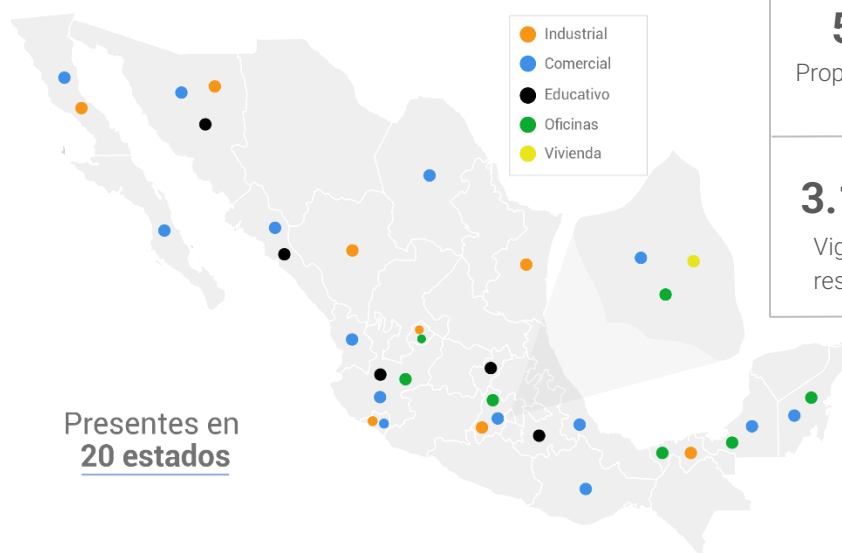 Industrial
Comercial
Educativo
Oficinas
Vivienda
Presentes en
20 estados